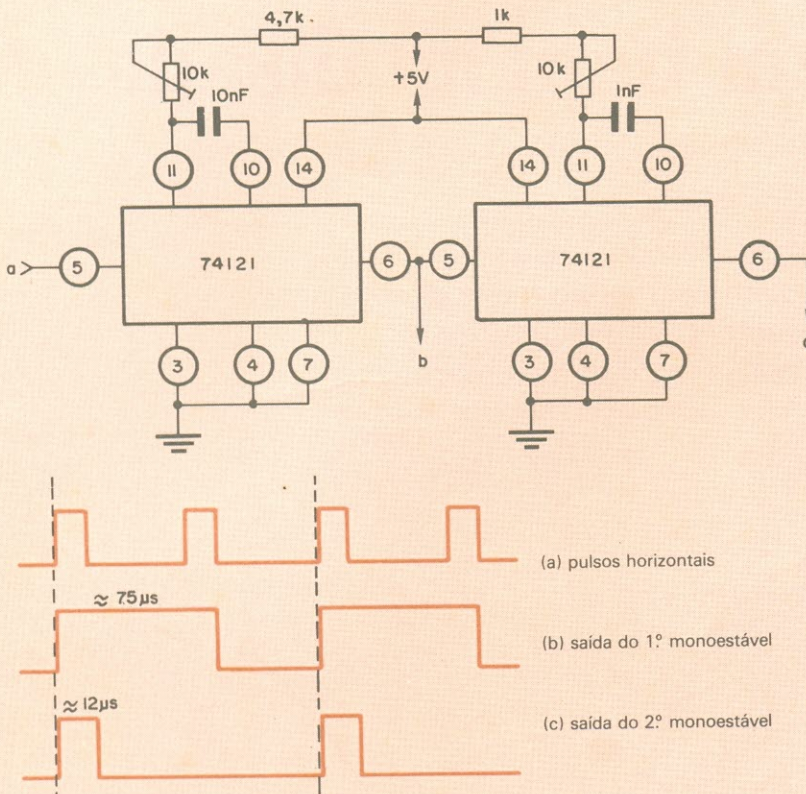 4,7k
1k
10k
10nF
+5V
10k
1nF
11
10
14
14
11
10
a
5
74121
6
5
74121
6
3
4
7
b
3
4
7
(a) pulsos horizontais
≈ 75µs
(b) saída do 1º monoestável
≈ 12µs
(c) saída do 2º monoestável